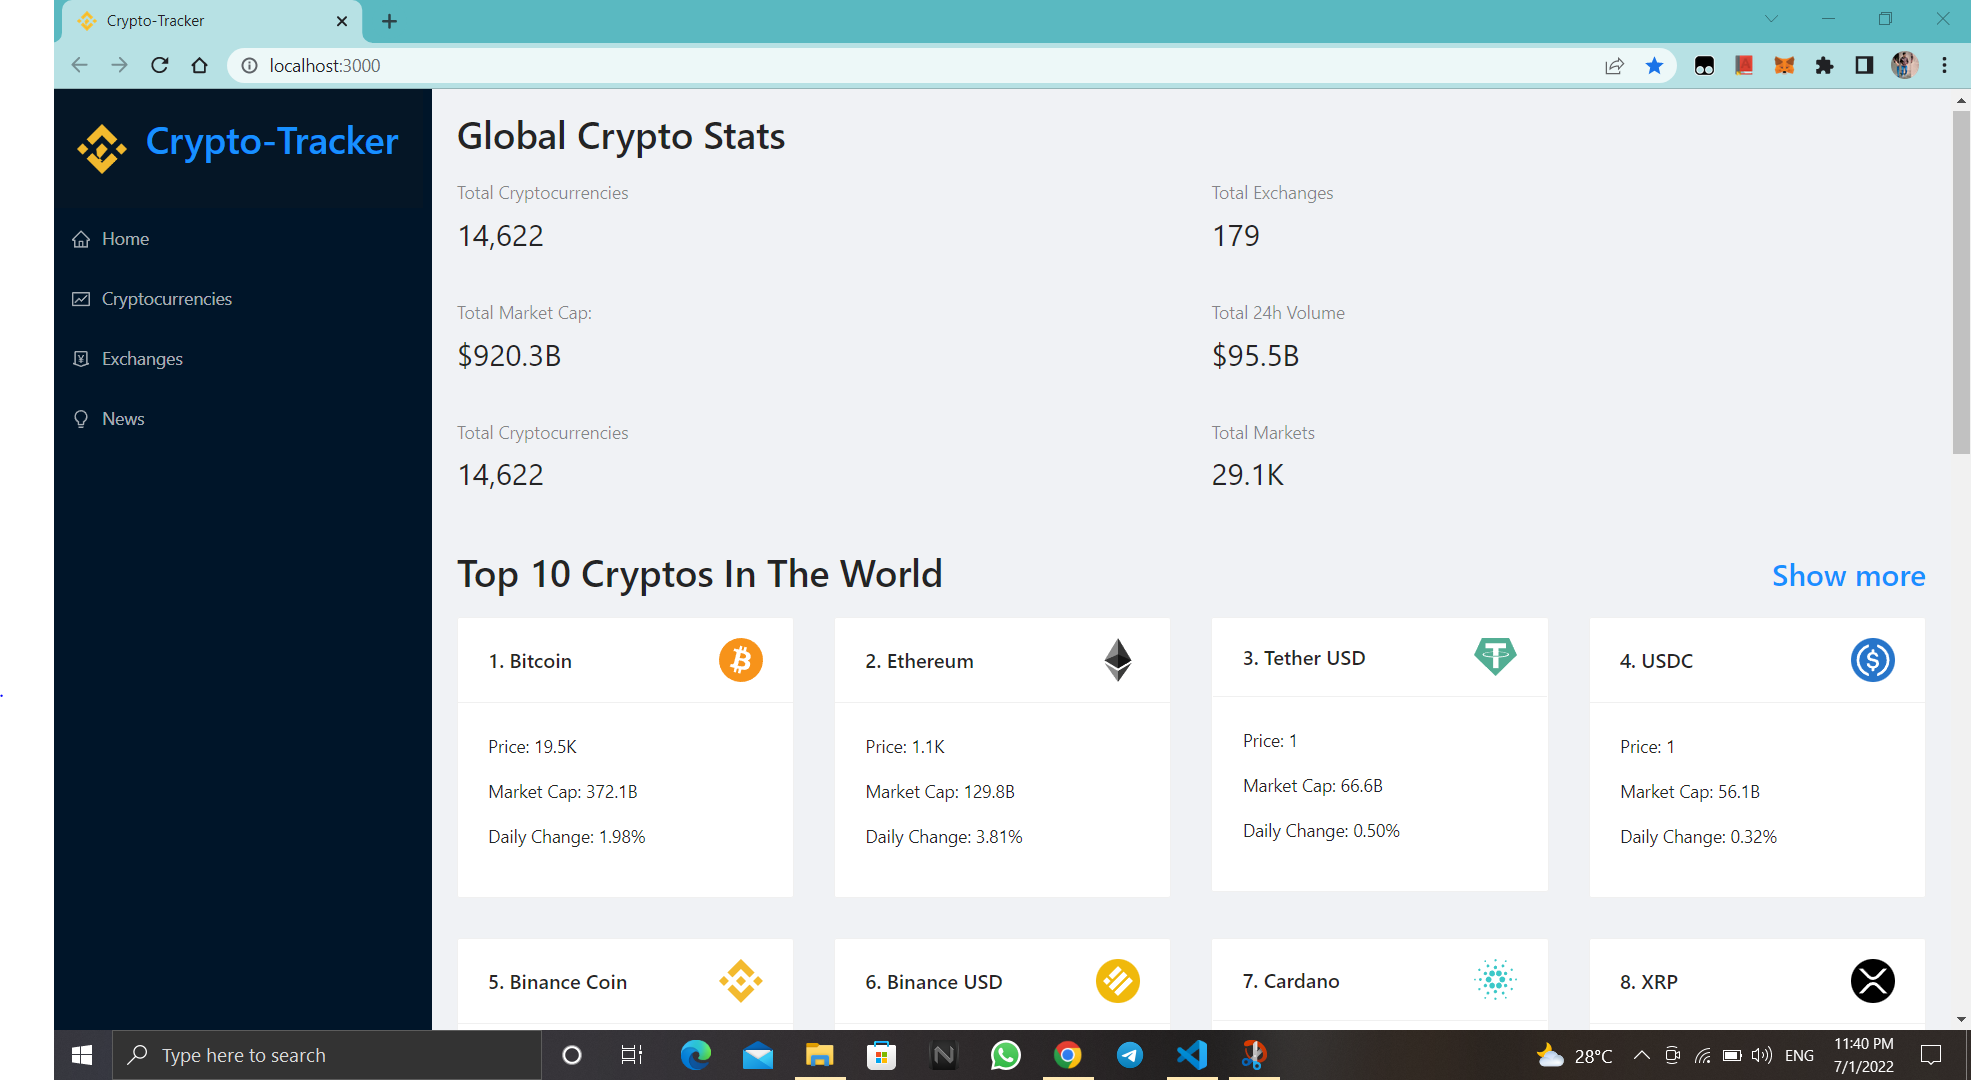 Crypto-Tracker
localhost:3000
Crypto-Tracker
Home
Cryptocurrencies
Exchanges
News
Global Crypto Stats
Total Cryptocurrencies
14,622
Total Exchanges
179
Total Market Cap:
$920.3B
Total 24h Volume
$95.5B
Total Cryptocurrencies
14,622
Total Markets
29.1K
Top 10 Cryptos In The World
Show more
1. Bitcoin
Price: 19.5K
Market Cap: 372.1B
Daily Change: 1.98%
2. Ethereum
Price: 1.1K
Market Cap: 129.8B
Daily Change: 3.81%
3. Tether USD
Price: 1
Market Cap: 66.6B
Daily Change: 0.50%
4. USDC
Price: 1
Market Cap: 56.1B
Daily Change: 0.32%
5. Binance Coin
6. Binance USD
7. Cardano
8. XRP
Type here to search
28°C
ENG
11:40 PM
7/1/2022